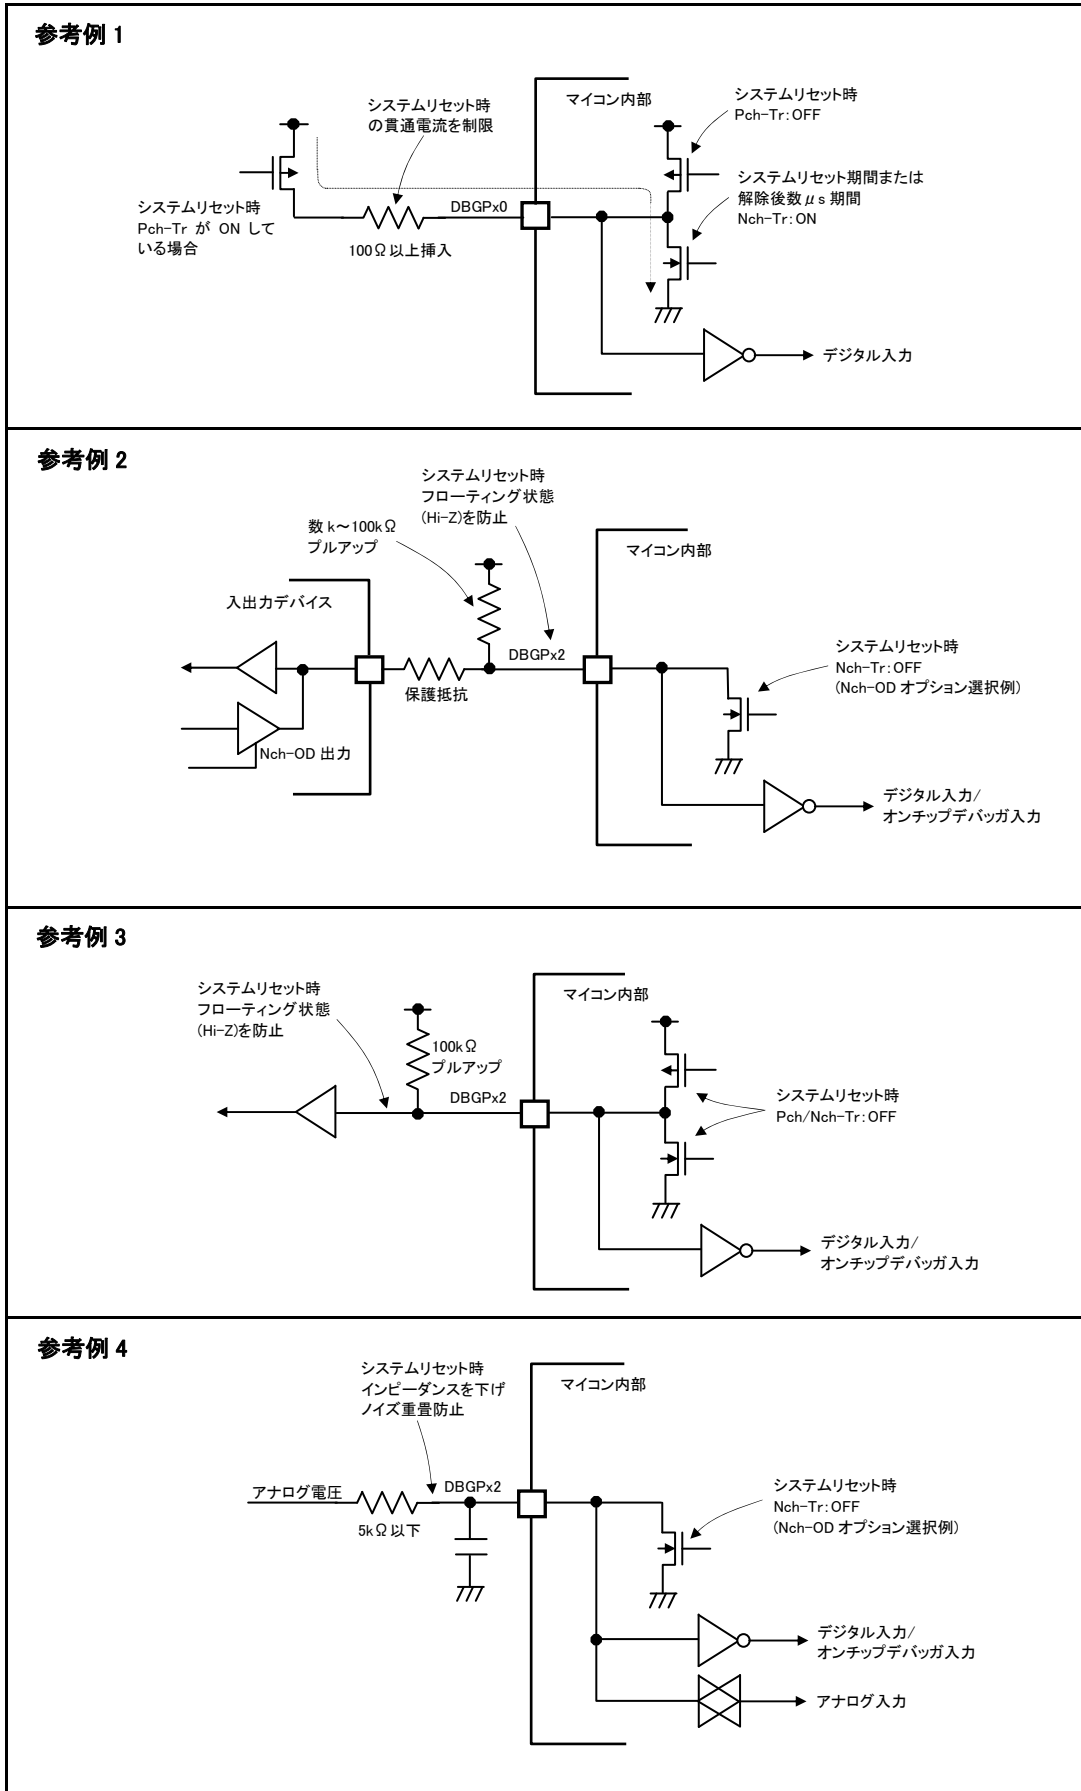 参考例 1
システムリセット時
の貫通電流を制限
マイコン内部
システムリセット時
Pch-Tr:OFF
システムリセット期間または
解除後数μs期間
Nch-Tr:ON
システムリセット時
Pch-Tr が ON して
いる場合
DBGPx0
100Ω以上挿入
デジタル入力
参考例 2
システムリセット時
フローティング状態
(Hi-Z)を防止
数 k～100kΩ
プルアップ
マイコン内部
入出力デバイス
DBGPx2
保護抵抗
システムリセット時
Nch-Tr:OFF
(Nch-OD オプション選択例)
Nch-OD 出力
デジタル入力/
オンチップデバッガ入力
参考例 3
システムリセット時
フローティング状態
(Hi-Z)を防止
マイコン内部
100kΩ
プルアップ
DBGPx2
システムリセット時
Pch/Nch-Tr:OFF
デジタル入力/
オンチップデバッガ入力
参考例 4
システムリセット時
インピーダンスを下げ
ノイズ重畳防止
マイコン内部
アナログ電圧
DBGPx2
5kΩ以下
システムリセット時
Nch-Tr:OFF
(Nch-OD オプション選択例)
デジタル入力/
オンチップデバッガ入力
アナログ入力